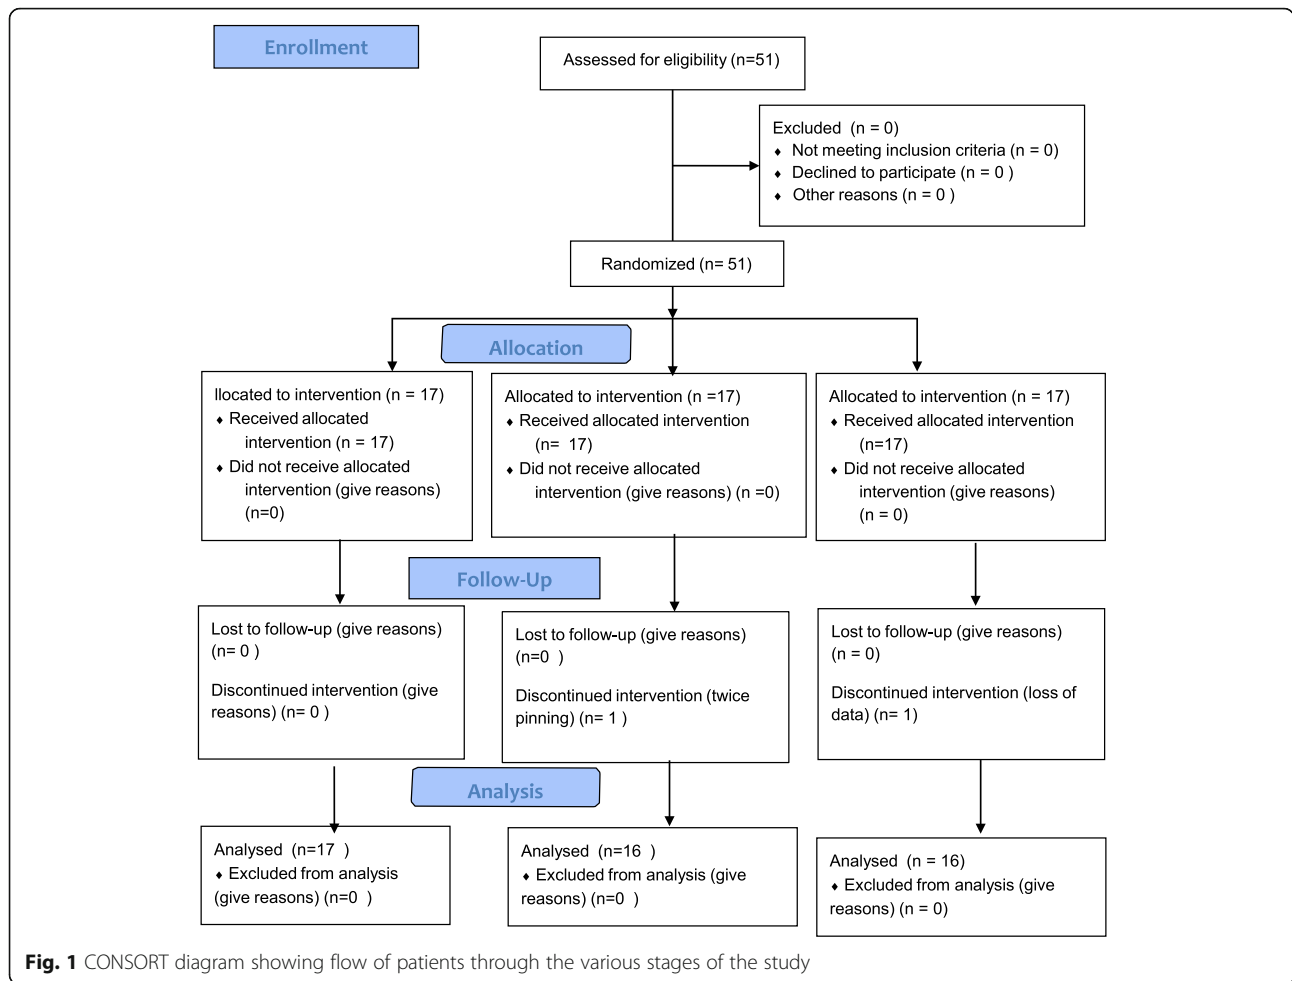 Enrollment
Assessed for eligibility (n=51)
Excluded (n = 0)
♦ Not meeting inclusion criteria (n = 0)
♦ Declined to participate (n = 0 )
♦ Other reasons (n = 0 )
Randomized (n= 51)
Allocation
llocated to intervention (n = 17)
♦ Received allocated
intervention (n = 17)
♦ Did not receive allocated
intervention (give reasons)
(n=0)
Allocated to intervention (n =17)
♦ Received allocated intervention
(n= 17)
♦ Did not receive allocated
intervention (give reasons) (n =0)
Allocated to intervention (n = 17)
♦ Received allocated intervention
(n=17)
♦ Did not receive allocated
intervention (give reasons)
(n = 0)
Follow-Up
Lost to follow-up (give reasons)
(n= 0 )
Discontinued intervention (give
reasons) (n= 0 )
Lost to follow-up (give reasons)
(n=0 )
Discontinued intervention (twice
pinning) (n= 1 )
Lost to follow-up (give reasons)
(n = 0)
Discontinued intervention (loss of
data) (n= 1)
Analysis
Analysed (n=17 )
♦ Excluded from analysis
(give reasons) (n=0 )
Analysed (n=16 )
♦ Excluded from analysis (give
reasons) (n=0 )
Analysed (n = 16)
♦ Excluded from analysis (give
reasons) (n = 0)
Fig. 1 CONSORT diagram showing flow of patients through the various stages of the study